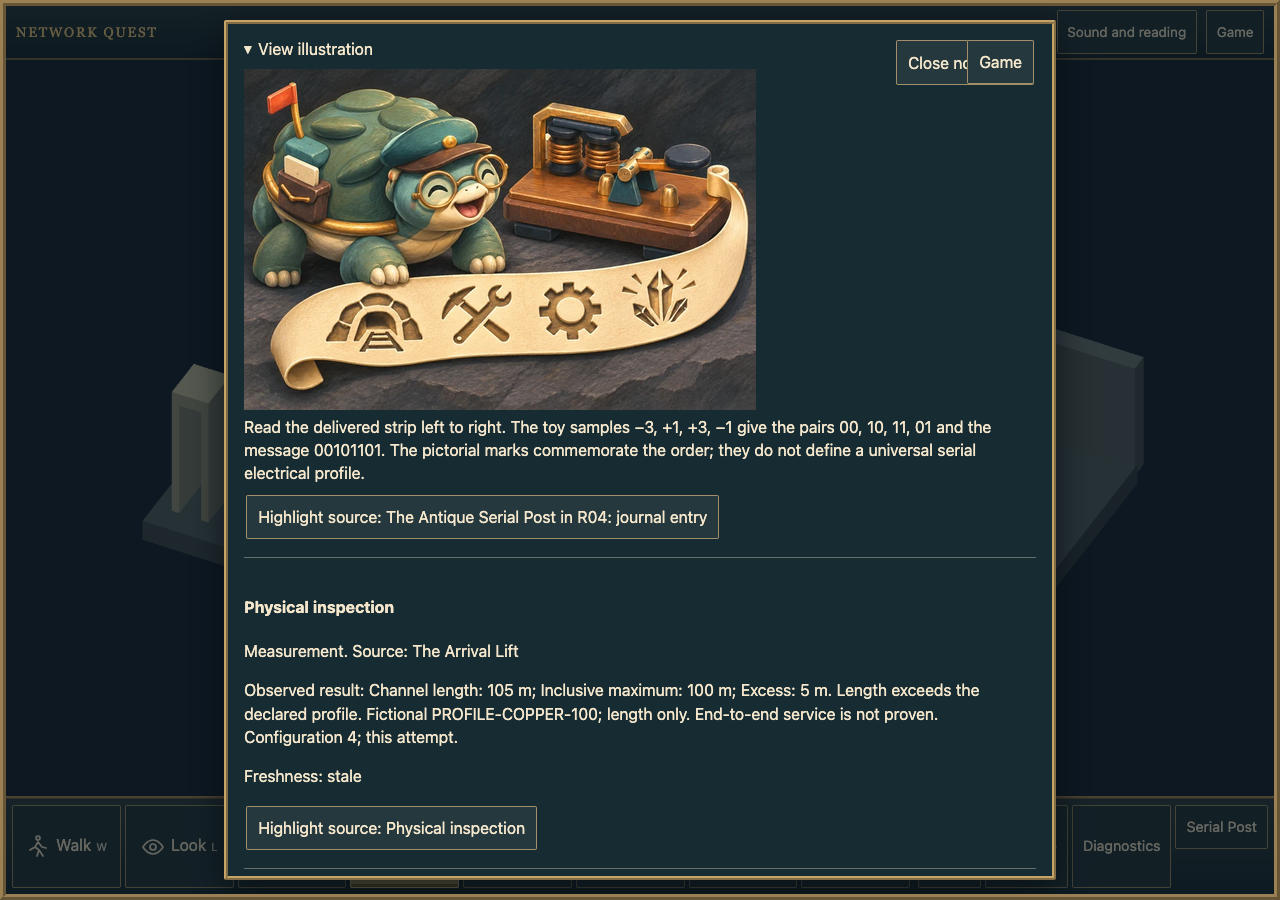 NETWORK QUEST
Sound and reading
Game
▼ View illustration
Close
Game
Read the delivered strip left to right. The toy samples −3, +1, +3, −1 give the pairs 00, 10, 11, 01 and the
message 00101101. The pictorial marks commemorate the order; they do not define a universal serial
electrical profile.
Highlight source: The Antique Serial Post in R04: journal entry
Physical inspection
Measurement. Source: The Arrival Lift
Observed result: Channel length: 105 m; Inclusive maximum: 100 m; Excess: 5 m. Length exceeds the
declared profile. Fictional PROFILE-COPPER-100; length only. End-to-end service is not proven.
Configuration 4; this attempt.
Freshness: stale
Highlight source: Physical inspection
Walk W
Look L
Diagnostics
Serial Post